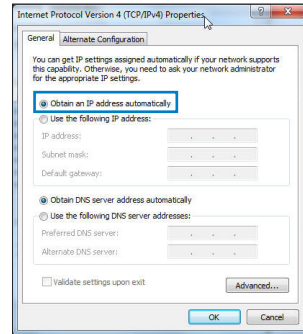 Internet Protocol Version 4 (TCP/IPv4) Properties
General
Alternate Configuration
You can get IP settings assigned automatically if your network supports
this capability. Otherwise, you need to ask your network administrator
for the appropriate IP settings.
Obtain an IP address automatically
Use the following IP address:
IP address:
Subnet mask:
Default gateway:
Obtain DNS server address automatically
Use the following DNS server addresses:
Preferred DNS server:
Alternate DNS server:
Validate settings upon exit
Advanced...
OK
Cancel